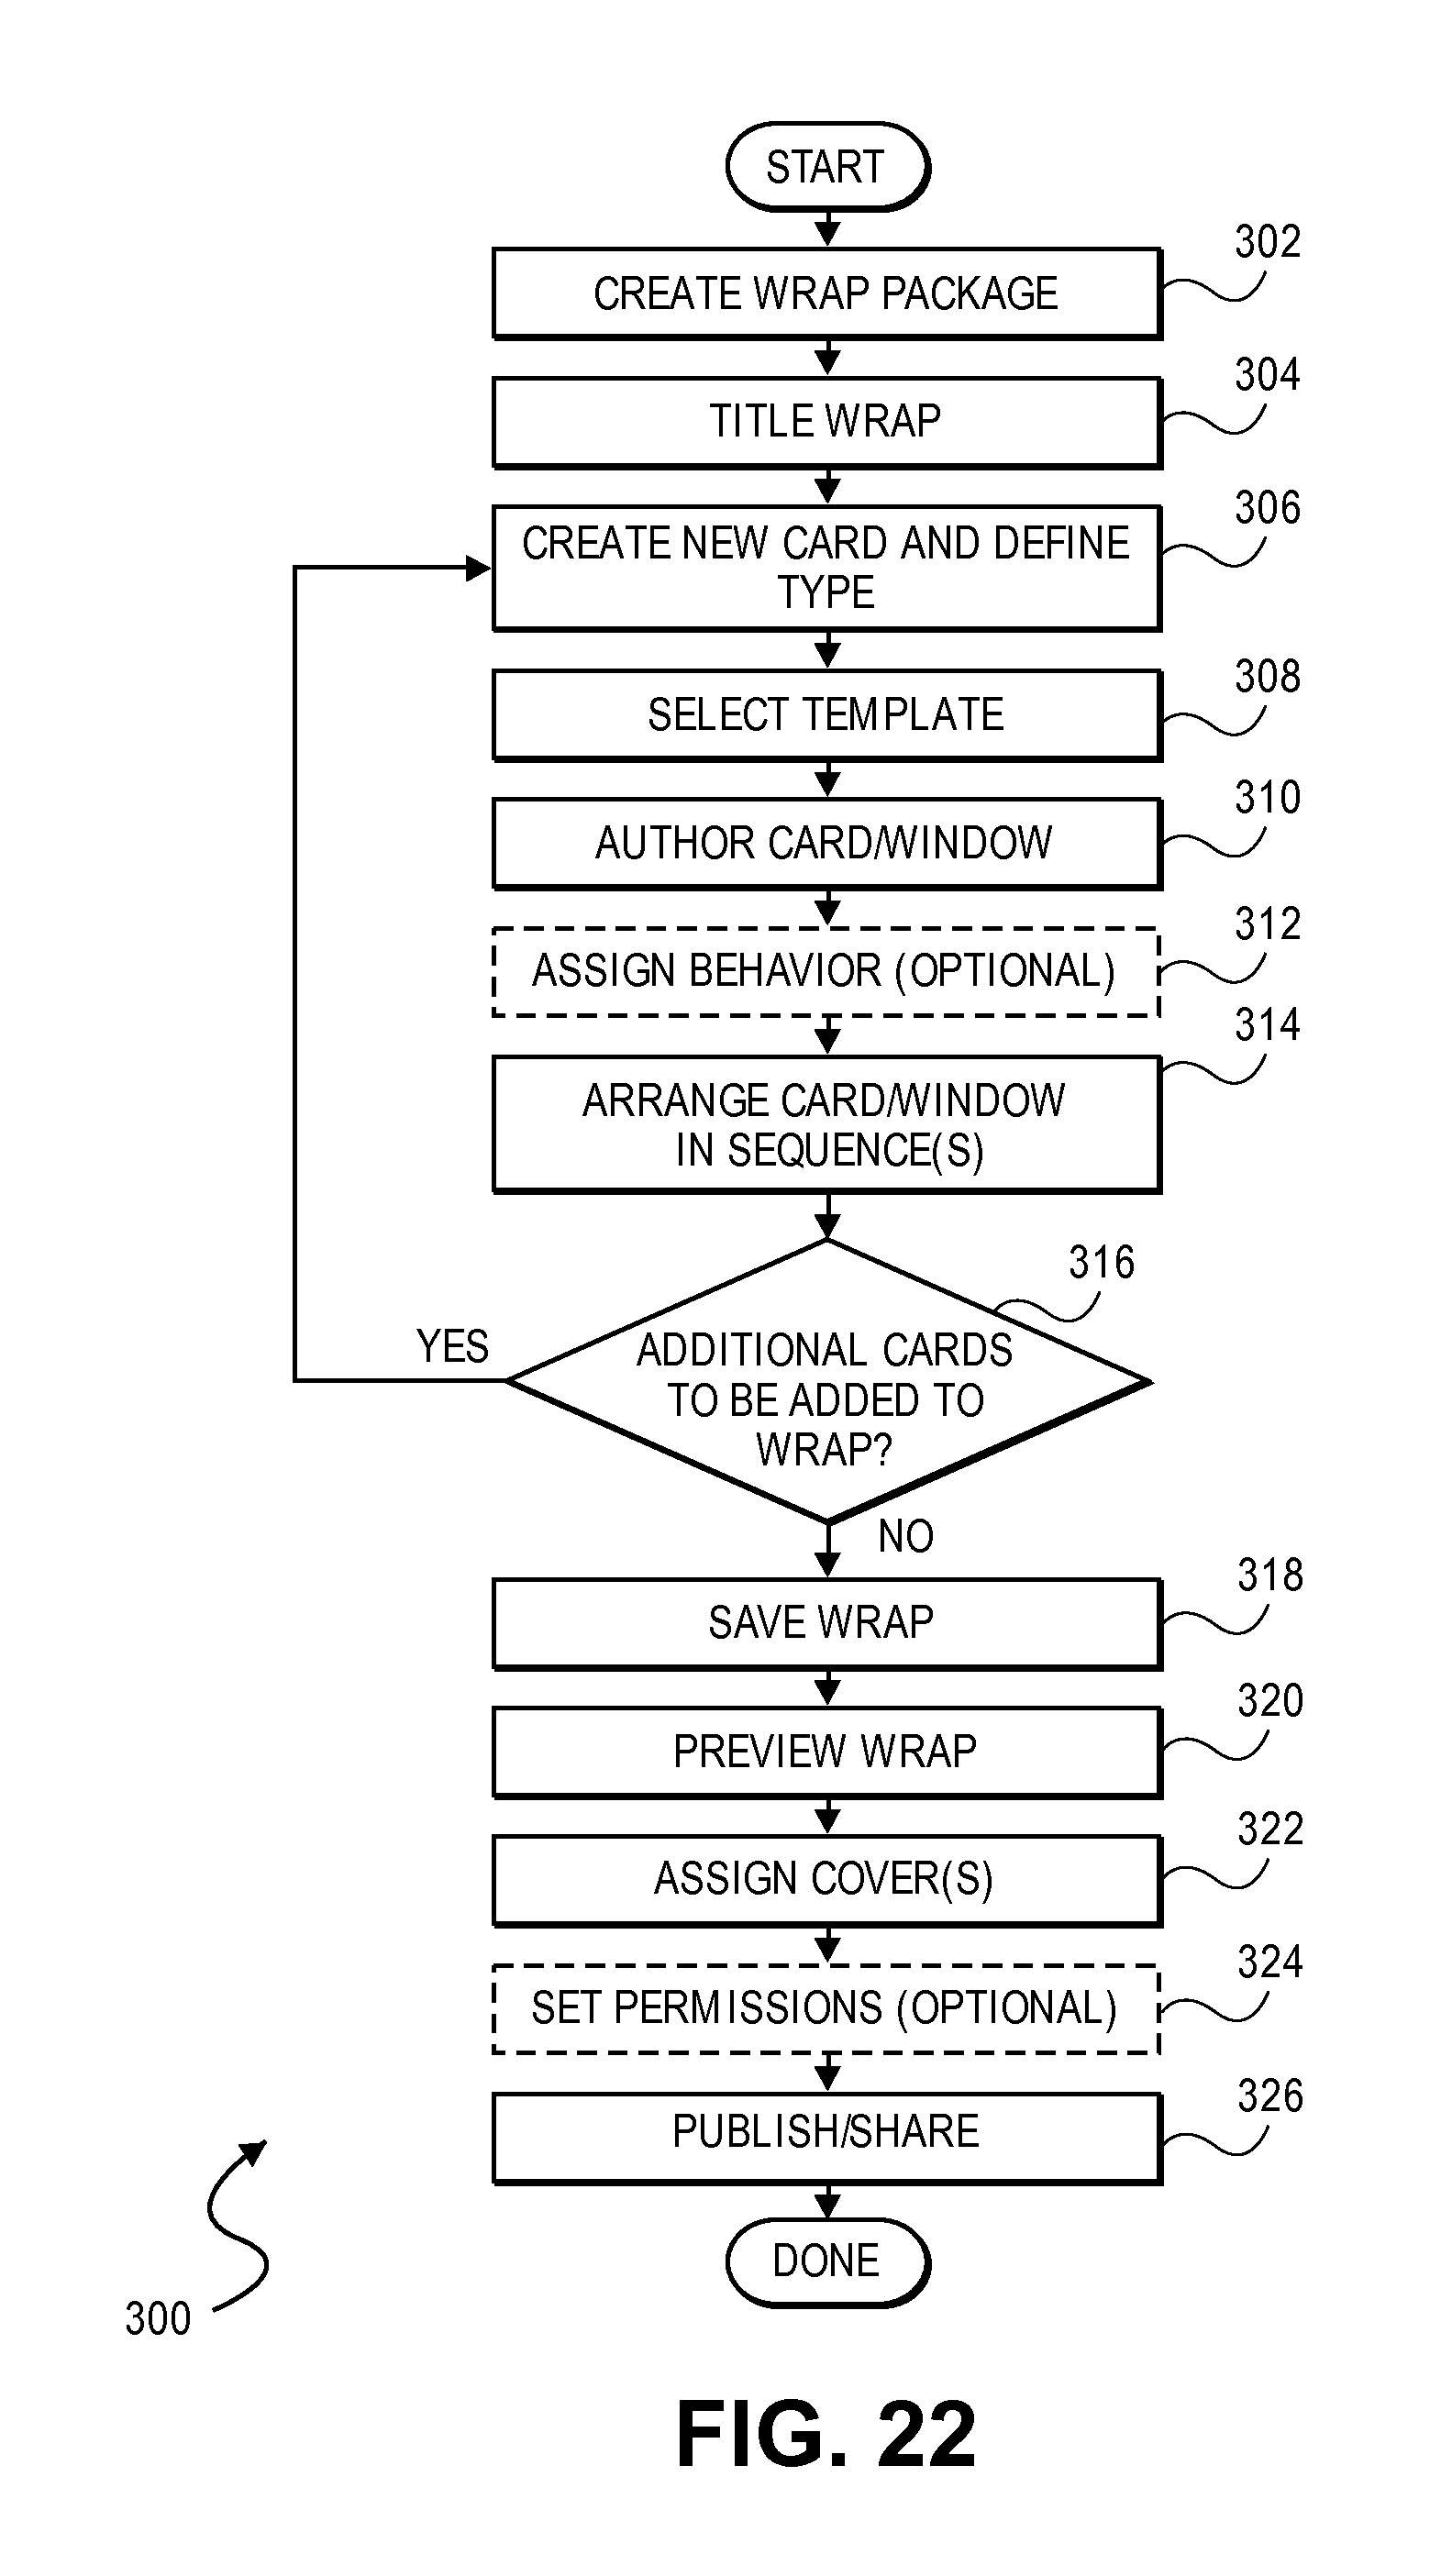 START
302
CREATE WRAP PACKAGE
304
TITLE WRAP
306
CREATE NEW CARD AND DEFINE
TYPE
308
SELECT TEMPLATE
310
AUTHOR CARD/WINDOW
312
ASSIGN BEHAVIOR (OPTIONAL)
314
ARRANGE CARD/WINDOW
IN SEQUENCE(S)
316
YES
ADDITIONAL CARDS
TO BE ADDED TO
WRAP?
NO
318
SAVE WRAP
320
PREVIEW WRAP
322
ASSIGN COVER(S)
324
SET PERMISSIONS (OPTIONAL)
326
PUBLISH/SHARE
DONE
300
FIG. 22